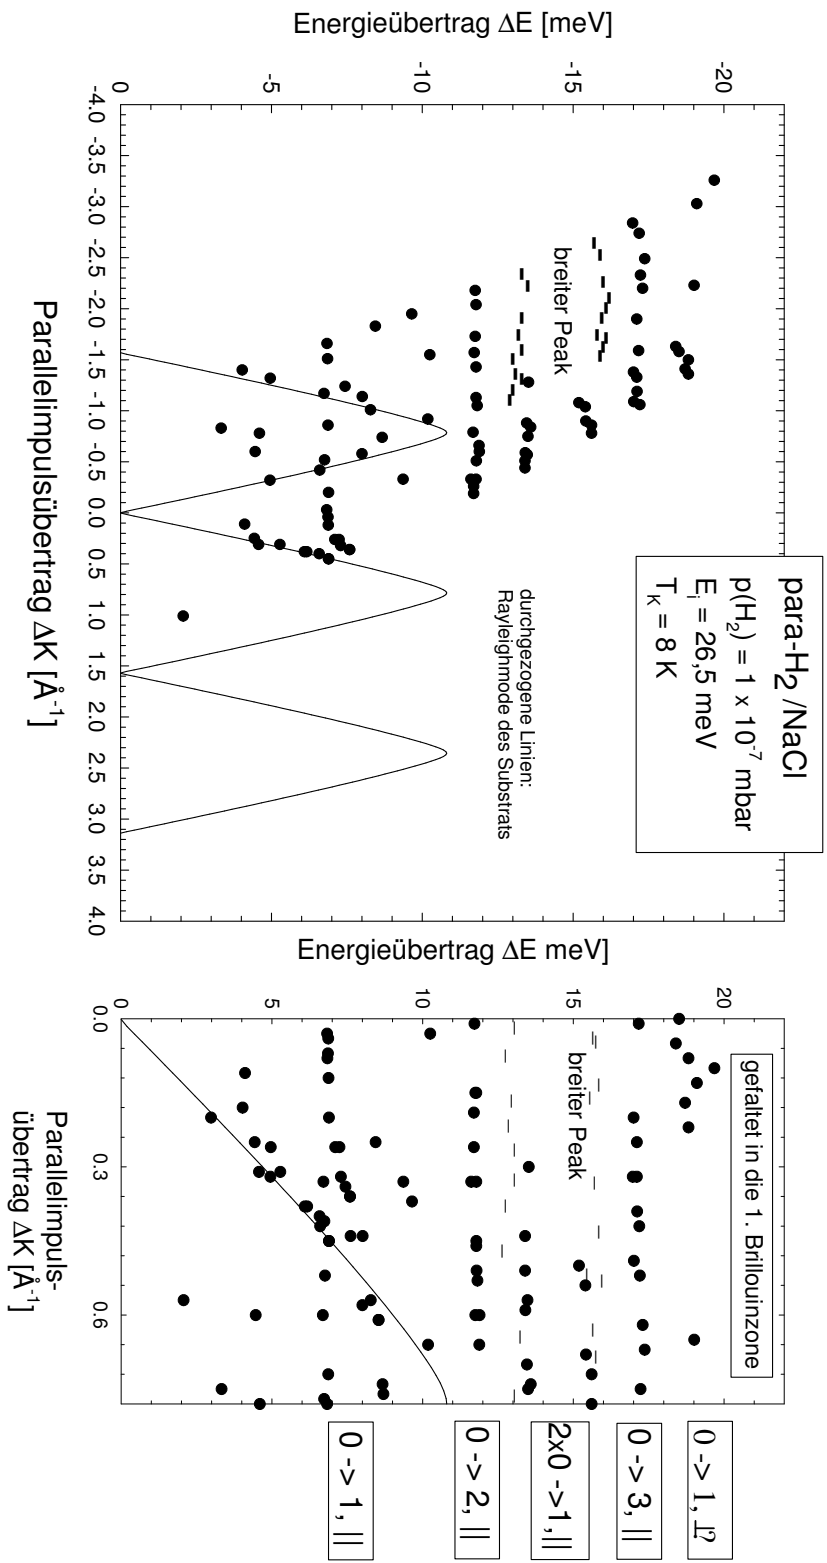 para-H2 /NaCl
p(H2) = 1 x 10-7 mbar
Ei = 26,5 meV
TK = 8 K
Energieübertrag ΔE [meV]
-20
-15
-10
-5
0
breiter Peak
durchgezogene Linien:
Rayleighmode des Substrats
-4.0 -3.5 -3.0 -2.5 -2.0 -1.5 -1.0 -0.5 0.0 0.5 1.0 1.5 2.0 2.5 3.0 3.5 4.0
Parallelimpulsübertrag ΔK [Å-1]
Energieübertrag ΔE meV]
20
15
10
5
0
gefaltet in die 1. Brillouinzone
breiter Peak
0.0 0.3 0.6
Parallelimpuls-
übertrag ΔK [Å-1]
0 -> 1, ⊥?
0 -> 3, ||
2x0 ->1,||
0 -> 2, ||
0 -> 1, ||